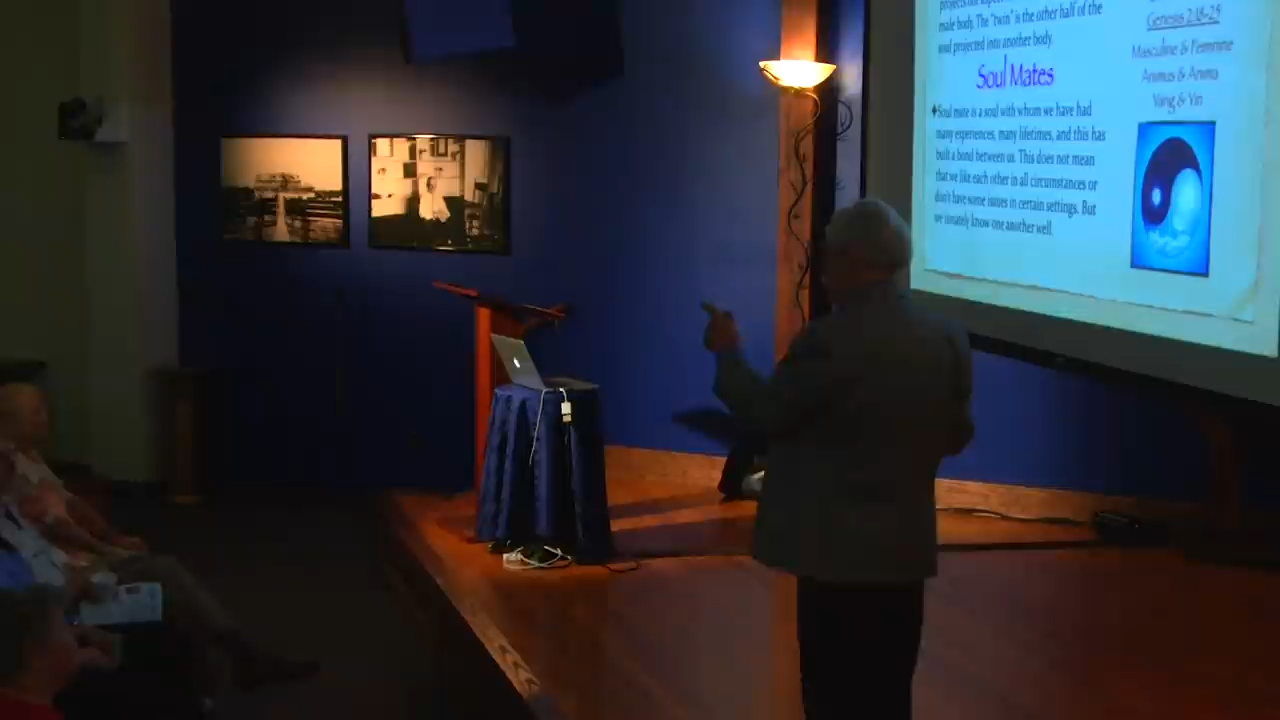 male body. The "twin" is the other half of the
soul projected into another body.
Soul Mates
Soul mate is a soul with whom we have had
many experiences, many lifetimes, and this has
built a bond between us. This does not mean
that we like each other in all circumstances or
don't have some issues in certain settings. But
we innately know one another well.
Genesis 2:18-25
Masculine & Feminine
Animus & Anima
Yang & Yin